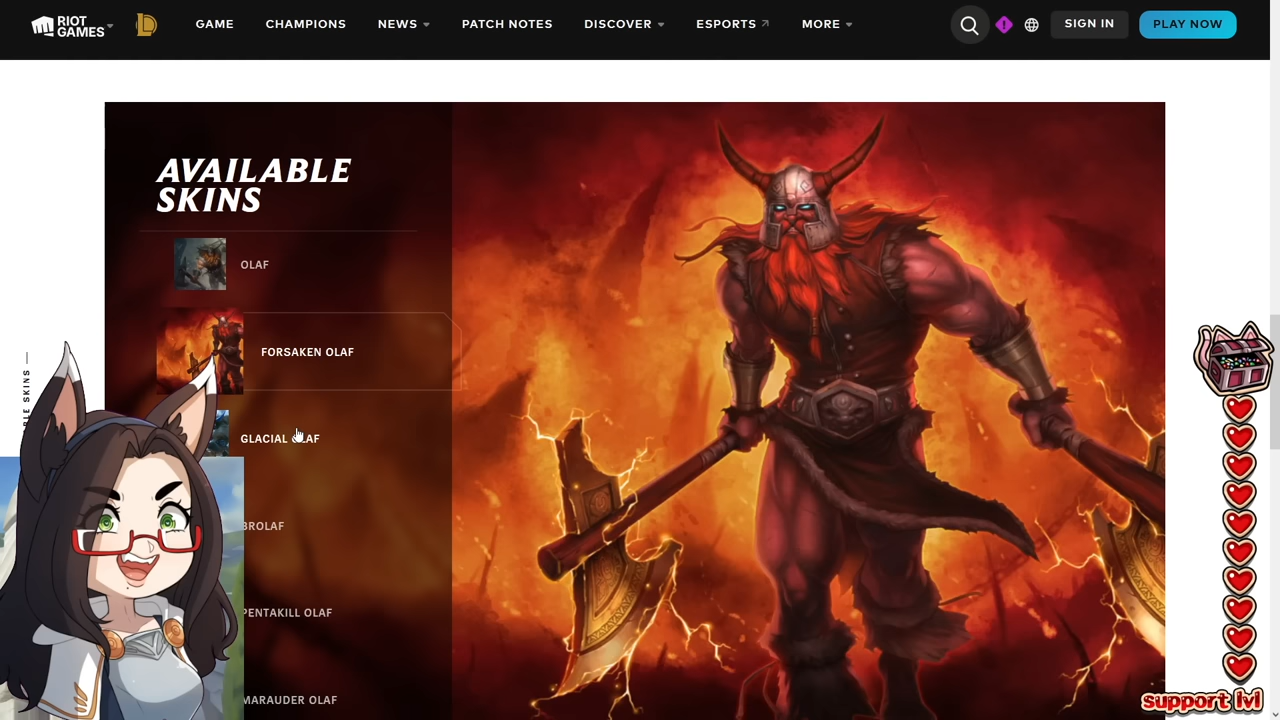 RIOT GAMES
GAME
CHAMPIONS
NEWS
PATCH NOTES
DISCOVER
ESPORTS
MORE
SIGN IN
PLAY NOW
AVAILABLE
SKINS
OLAF
FORSAKEN OLAF
GLACIAL OLAF
BROLAF
PENTAKILL OLAF
MARAUDER OLAF
SKINS
support lvl